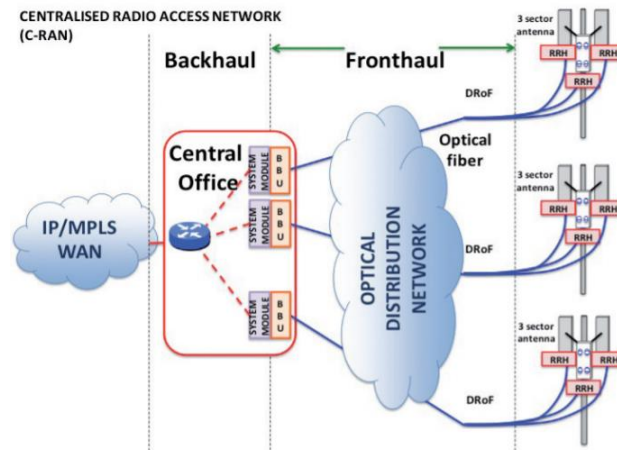 CENTRALISED RADIO ACCESS NETWORK
(C-RAN)
Backhaul
Fronthaul
3 sector
antenna
RRH
RRH
RRH
DRoF
Optical
fiber
Central
Office
SYSTEM
MODULE
BBU
SYSTEM
MODULE
BBU
SYSTEM
MODULE
BBU
IP/MPLS
WAN
OPTICAL
DISTRIBUTION
NETWORK
3 sector
antenna
RRH
RRH
RRH
DRoF
3 sector
antenna
RRH
RRH
RRH
DRoF